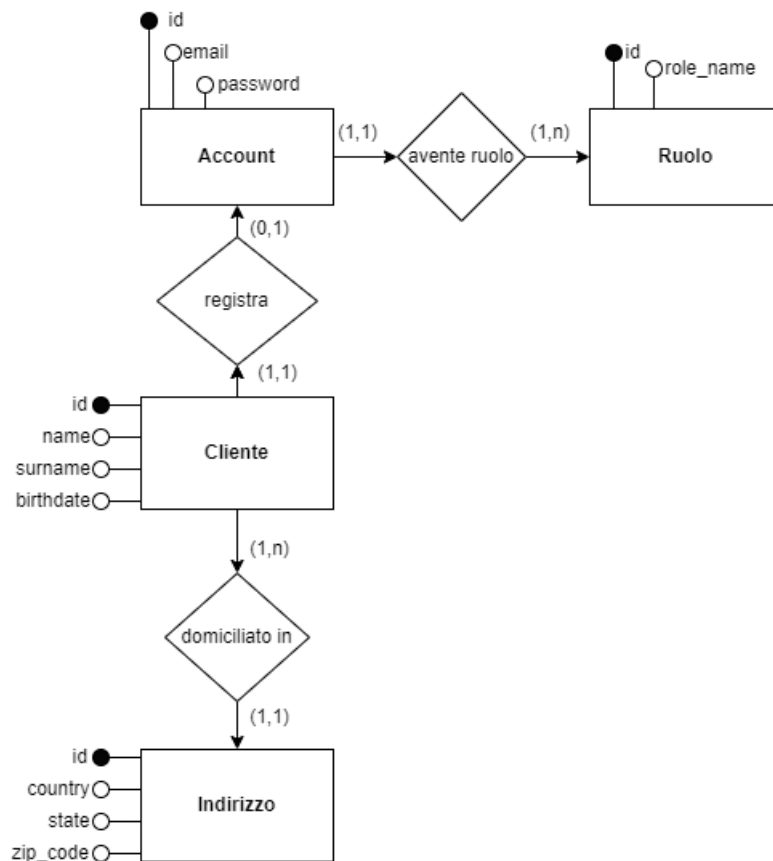 id
email
password
Account
(1,1)
avente ruolo
(1,n)
id
role_name
Ruolo
(0,1)
registra
(1,1)
id
name
surname
birthdate
Cliente
(1,n)
domiciliato in
(1,1)
id
country
state
zip_code
Indirizzo